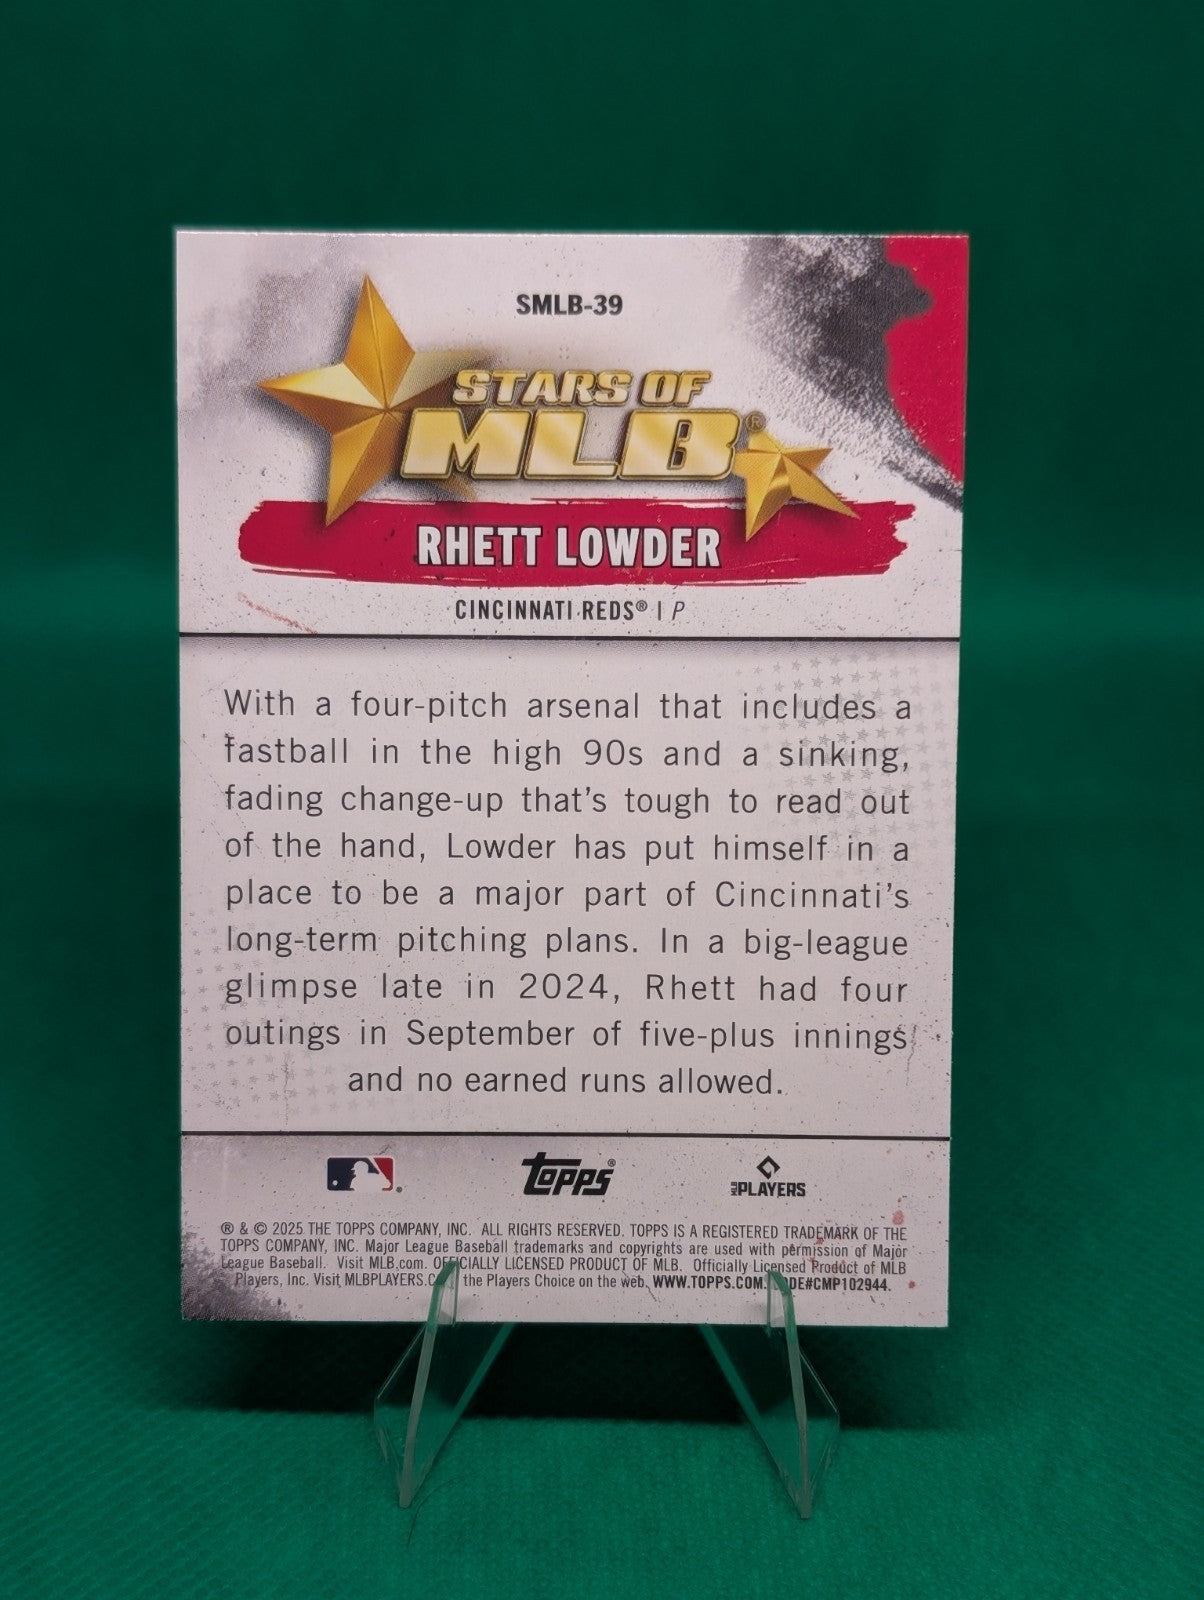 SMLB-39
STARS OF
MLB®
RHETT LOWDER
CINCINNATI REDS® | P
With a four-pitch arsenal that includes a
fastball in the high 90s and a sinking,
fading change-up that's tough to read out
of the hand, Lowder has put himself in a
place to be a major part of Cincinnati's
long-term pitching plans. In a big-league
glimpse late in 2024, Rhett had four
outings in September of five-plus innings
and no earned runs allowed.
® Topps® MLB PLAYERS
® & © 2025 THE TOPPS COMPANY, INC. ALL RIGHTS RESERVED. TOPPS IS A REGISTERED TRADEMARK OF THE
TOPPS COMPANY, INC. Major League Baseball trademarks and copyrights are used with permission of Major
League Baseball. Visit MLB.com. OFFICIALLY LICENSED PRODUCT OF MLB. Officially Licensed Product of MLB
Players, Inc. Visit MLBPLAYERS.C the Players Choice on the web. WWW.TOPPS.COM. ODE#CMP102944.